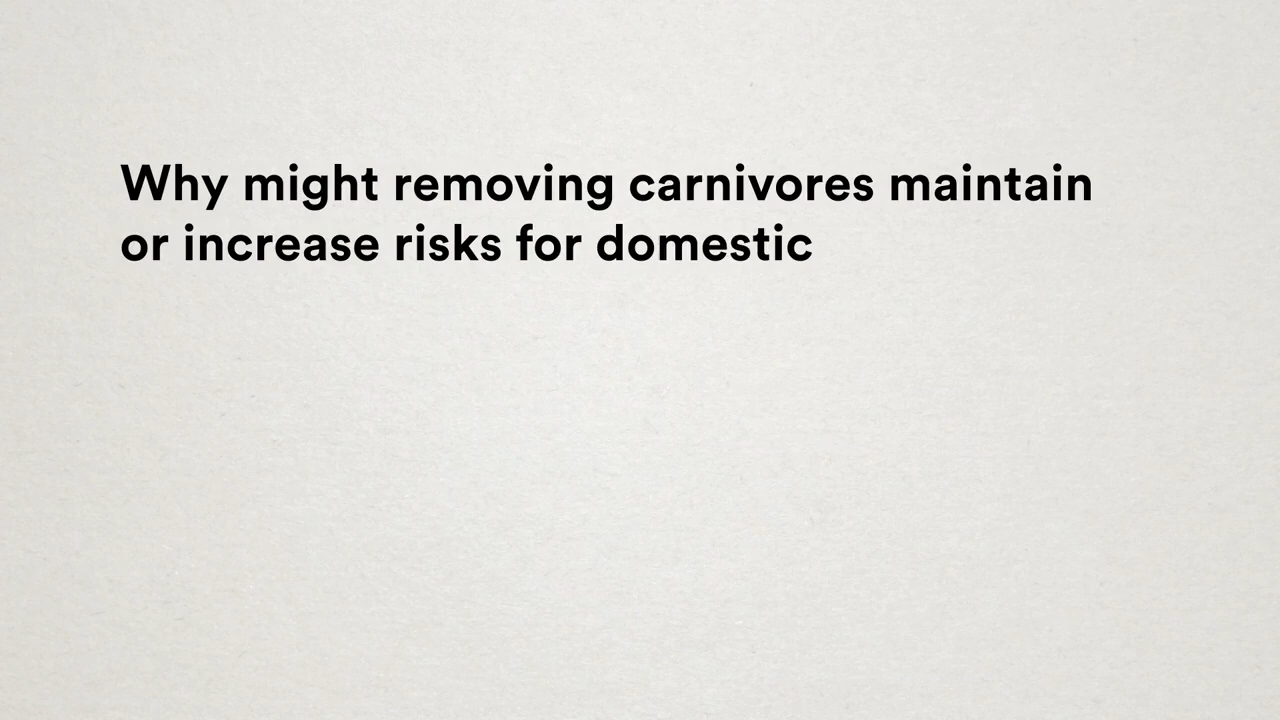 Why might removing carnivores maintain
or increase risks for domestic